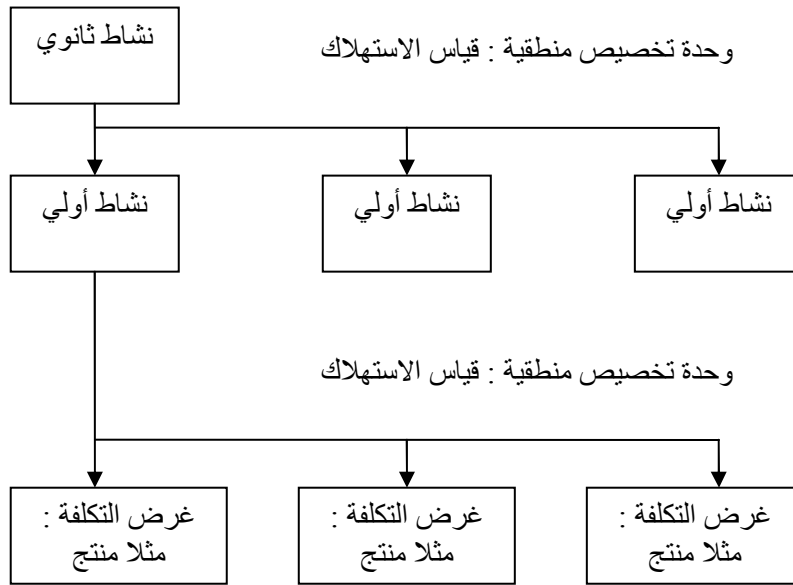 نشاط ثانوي
وحدة تخصيص منطقية : قياس الاستهلاك
نشاط أولي
نشاط أولي
نشاط أولي
وحدة تخصيص منطقية : قياس الاستهلاك
غرض التكلفة :
مثلا منتج
غرض التكلفة :
مثلا منتج
غرض التكلفة :
مثلا منتج